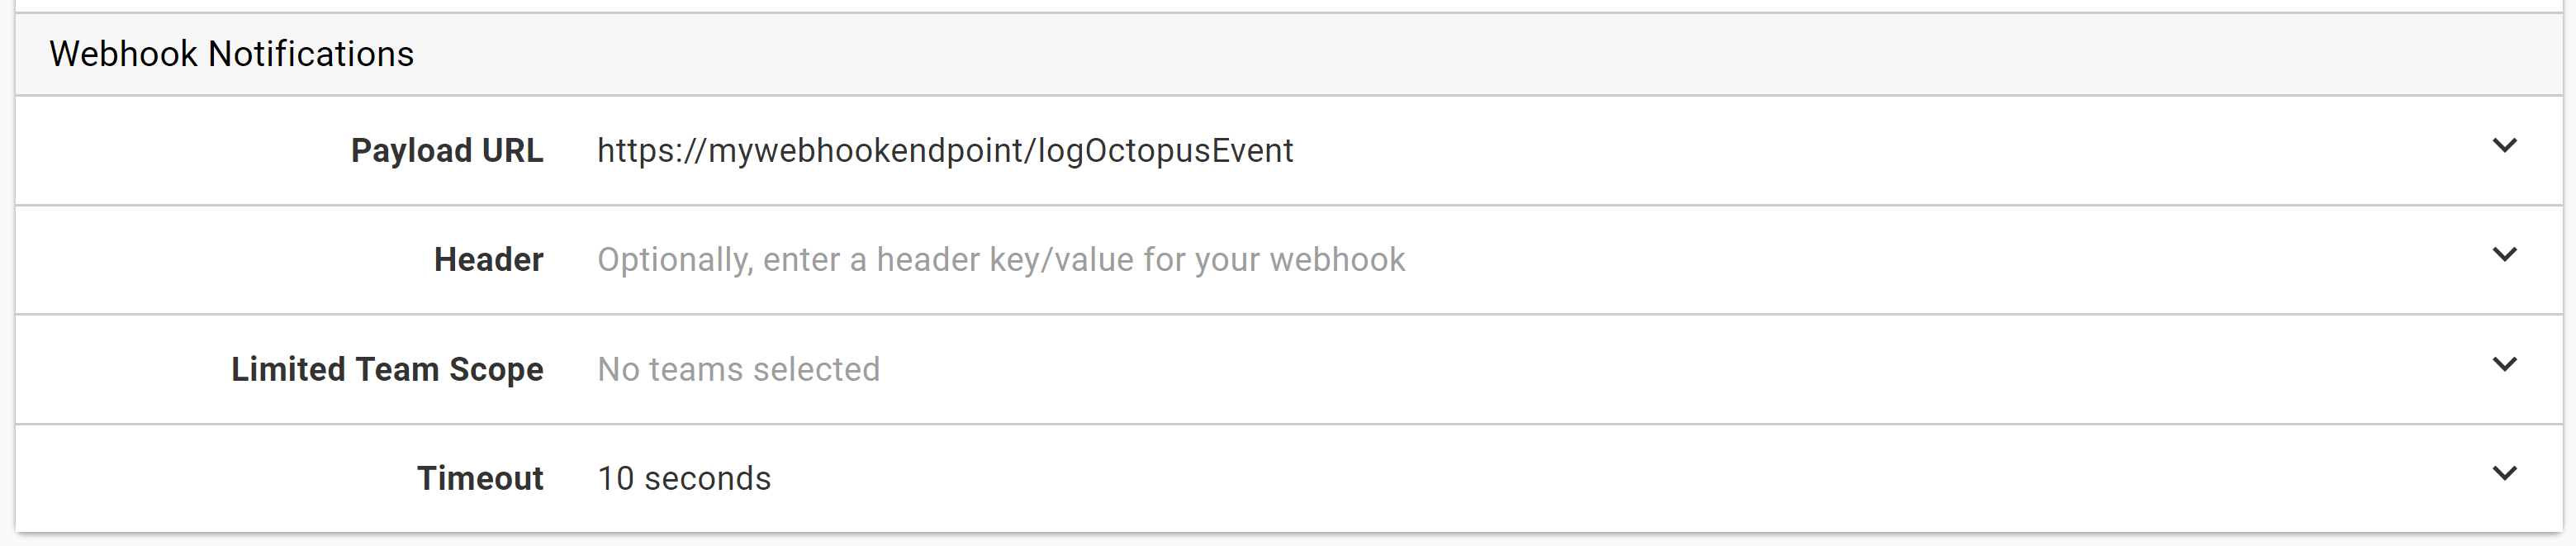 Webhook Notifications
Payload URL https://mywebhookendpoint/logOctopusEvent
Header Optionally, enter a header key/value for your webhook
Limited Team Scope No teams selected
Timeout 10 seconds